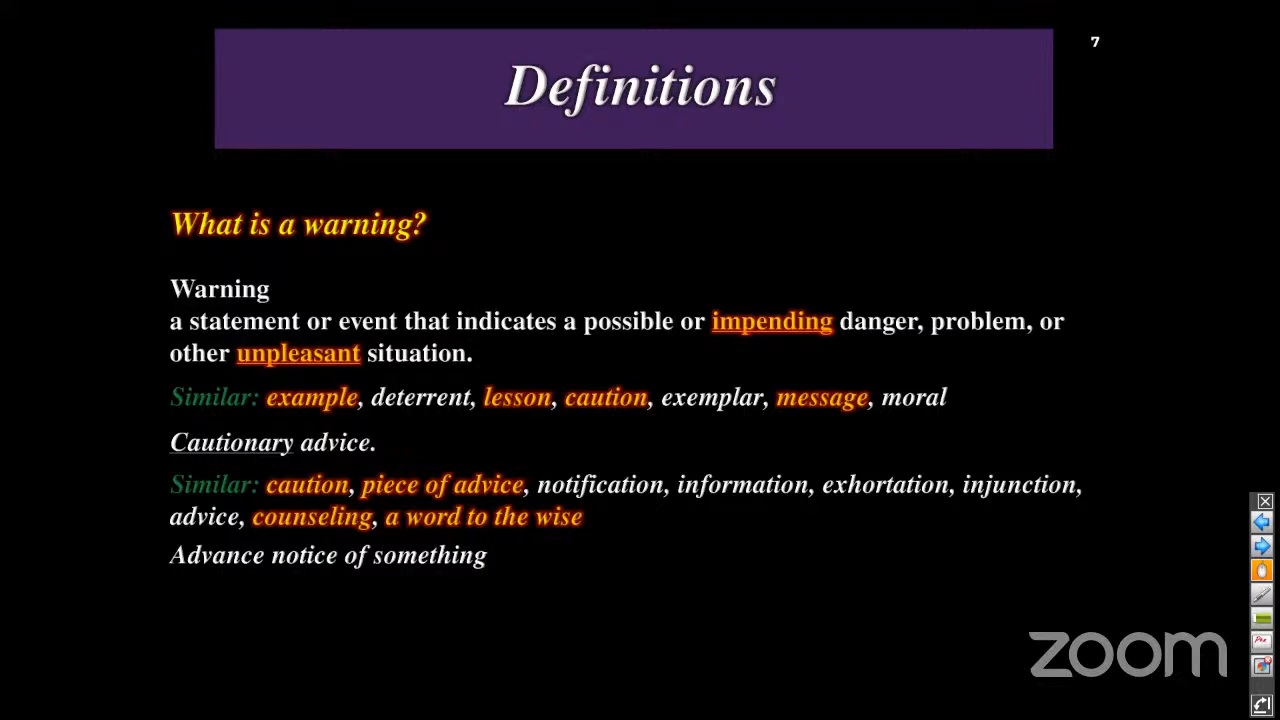 7
Definitions
What is a warning?
Warning
a statement or event that indicates a possible or impending danger, problem, or
other unpleasant situation.
Similar: example, deterrent, lesson, caution, exemplar, message, moral
Cautionary advice.
Similar: caution, piece of advice, notification, information, exhortation, injunction,
advice, counseling, a word to the wise
Advance notice of something
zoom